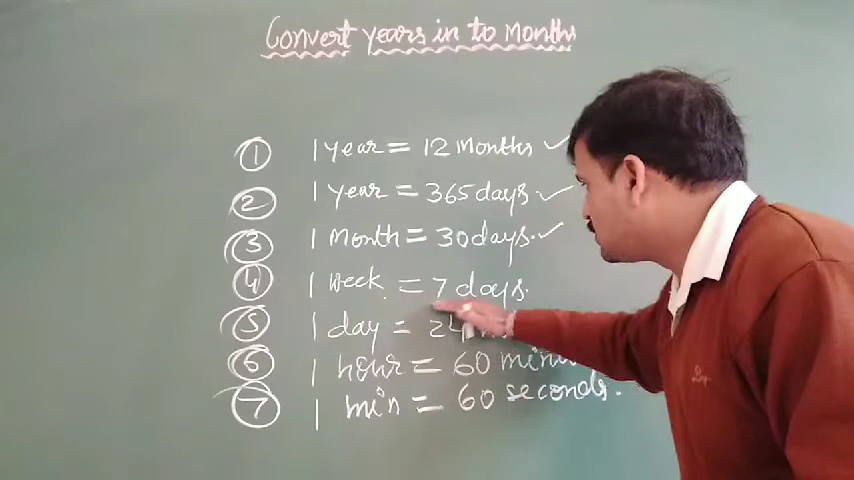 Convert years in to months
① 1 year = 12 Months ✓
② 1 year = 365 days ✓
③ 1 Month = 30 days. ✓
④ 1 week = 7 days.
⑤ 1 day = 24
⑥ 1 hour = 60
⑦ 1 min = 60 seconds.